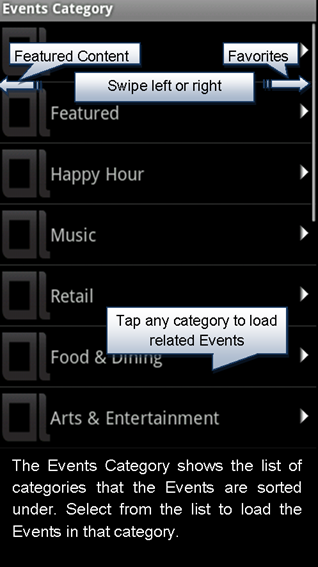 Events Category
Featured Content
Favorites
Swipe left or right
Featured
Happy Hour
Music
Retail
Tap any category to load
related Events
Food & Dining
Arts & Entertainment
The Events Category shows the list of
categories that the Events are sorted
under. Select from the list to load the
Events in that category.